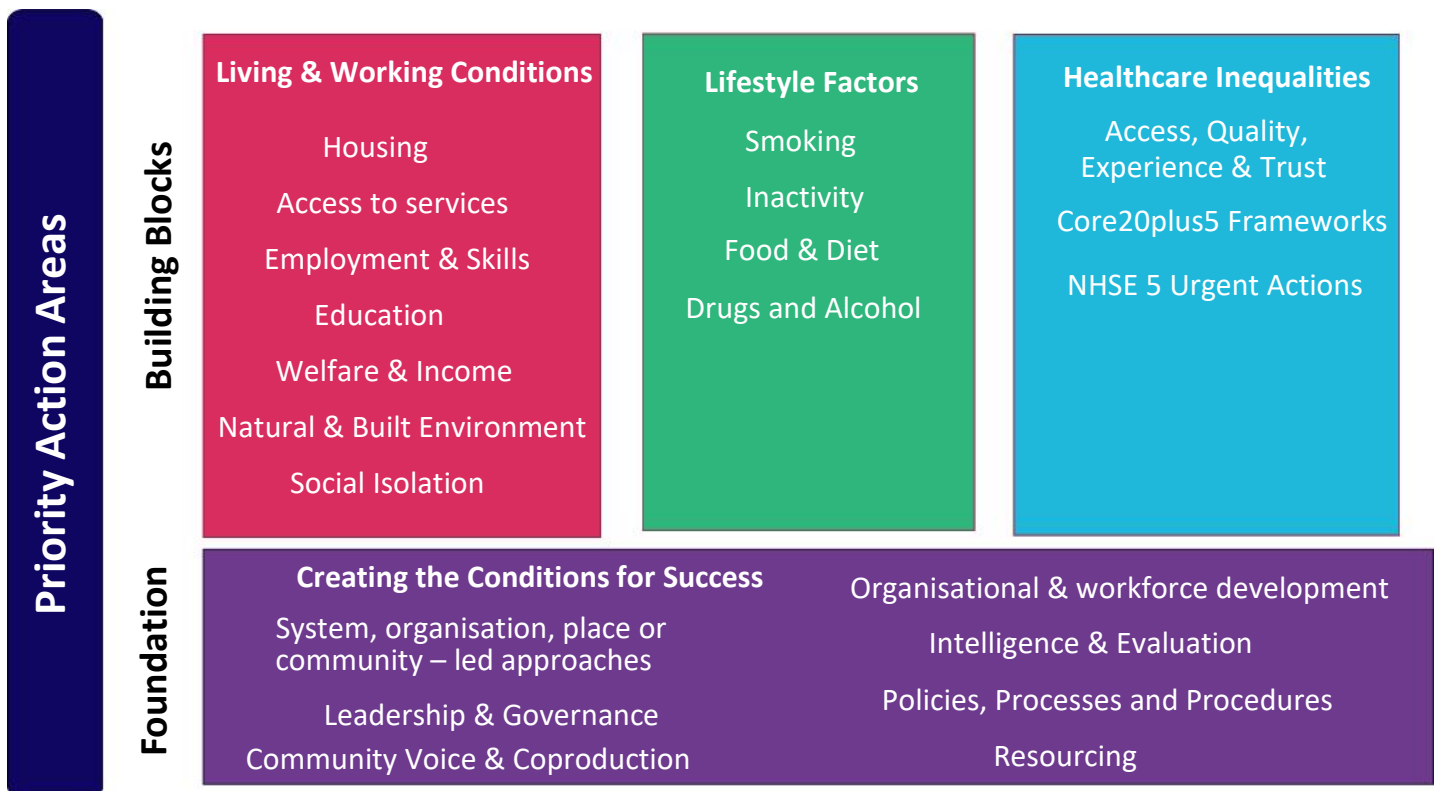 Priority Action Areas
Building Blocks
Living & Working Conditions
Housing
Access to services
Employment & Skills
Education
Welfare & Income
Natural & Built Environment
Social Isolation
Lifestyle Factors
Smoking
Inactivity
Food & Diet
Drugs and Alcohol
Healthcare Inequalities
Access, Quality,
Experience & Trust
Core20plus5 Frameworks
NHSE 5 Urgent Actions
Foundation
Creating the Conditions for Success
System, organisation, place or
community – led approaches
Leadership & Governance
Community Voice & Coproduction
Organisational & workforce development
Intelligence & Evaluation
Policies, Processes and Procedures
Resourcing